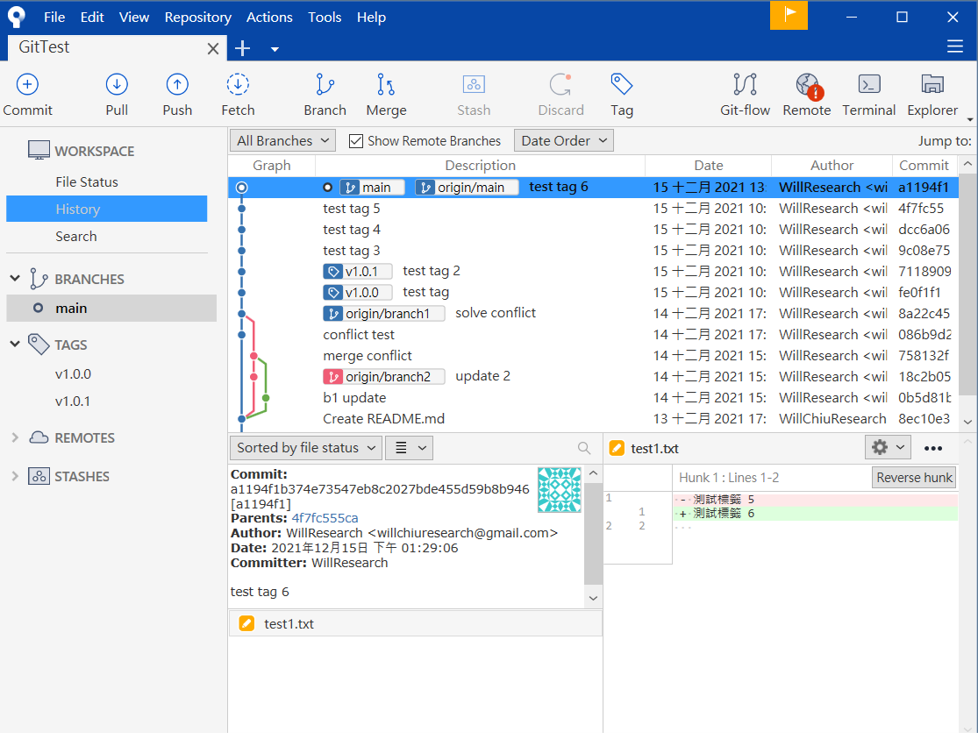 File Edit View Repository Actions Tools Help
GitTest
Commit Pull Push Fetch Branch Merge Stash Discard Tag Git-flow Remote Terminal Explorer
WORKSPACE
File Status
History
Search
BRANCHES
main
TAGS
v1.0.0
v1.0.1
REMOTES
STASHES
All Branches Show Remote Branches Date Order Jump to:
Graph Description Date Author Commit
main origin/main test tag 6 15 十二月 2021 13: WillResearch <wi a1194f1
test tag 5 15 十二月 2021 10: WillResearch <wil 4f7fc55
test tag 4 15 十二月 2021 10: WillResearch <wil dcc6a06
test tag 3 15 十二月 2021 10: WillResearch <wil 9c08e75
v1.0.1 test tag 2 15 十二月 2021 10: WillResearch <wil 7118909
v1.0.0 test tag 15 十二月 2021 10: WillResearch <wil fe0f1f1
origin/branch1 solve conflict 14 十二月 2021 17: WillResearch <wil 8a22c45
conflict test 14 十二月 2021 17: WillResearch <wil 086b9d2
merge conflict 14 十二月 2021 15: WillResearch <wil 758132f
origin/branch2 update 2 14 十二月 2021 15: WillResearch <wil 18c2b05
b1 update 14 十二月 2021 15: WillResearch <wil 0b5d81b
Create README.md 13 十二月 2021 17: WillChiuResearch 8ec10e3
Sorted by file status
Commit:
a1194f1b374e73547eb8c2027bde455d59b8b946
[a1194f1]
Parents: 4f7fc555ca
Author: WillResearch <willchiuresearch@gmail.com>
Date: 2021年12月15日 下午 01:29:06
Committer: WillResearch
test tag 6
test1.txt
test1.txt
Hunk 1 : Lines 1-2 Reverse hunk
1 - 測試標籤 5
1 + 測試標籤 6
2 2